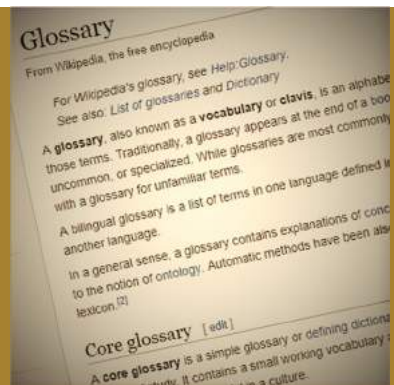 Glossary
From Wikipedia, the free encyclopedia
For Wikipedia's glossary, see Help:Glossary.
See also: List of glossaries and Dictionary
A glossary, also known as a vocabulary or clavis, is an alphabe
those terms. Traditionally, a glossary appears at the end of a boo
uncommon, or specialized. While glossaries are most commonly
with a glossary for unfamiliar terms.
A bilingual glossary is a list of terms in one language defined in
another language.
In a general sense, a glossary contains explanations of conc
to the notion of ontology. Automatic methods have been als
lexicon.[2]
Core glossary [ edit ]
A core glossary is a simple glossary or defining dictiona
study. It contains a small working vocabulary a
in a culture.